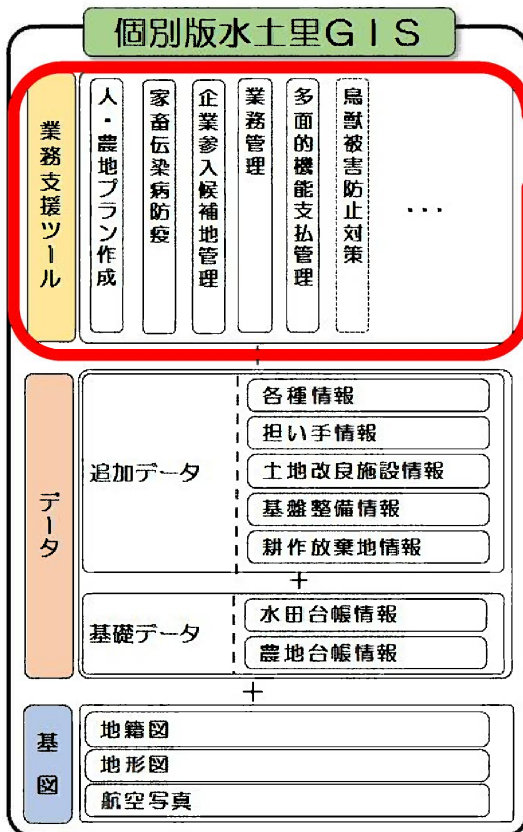 個別版水土里GIS
業務支援ツール
人・農地プラン作成
家畜伝染病防疫
企業参入候補地管理
業務管理
多面的機能支払管理
鳥獣被害防止対策
・・・
+
データ
追加データ
各種情報
担い手情報
土地改良施設情報
基盤整備情報
耕作放棄地情報
+
基礎データ
水田台帳情報
農地台帳情報
+
基図
地籍図
地形図
航空写真